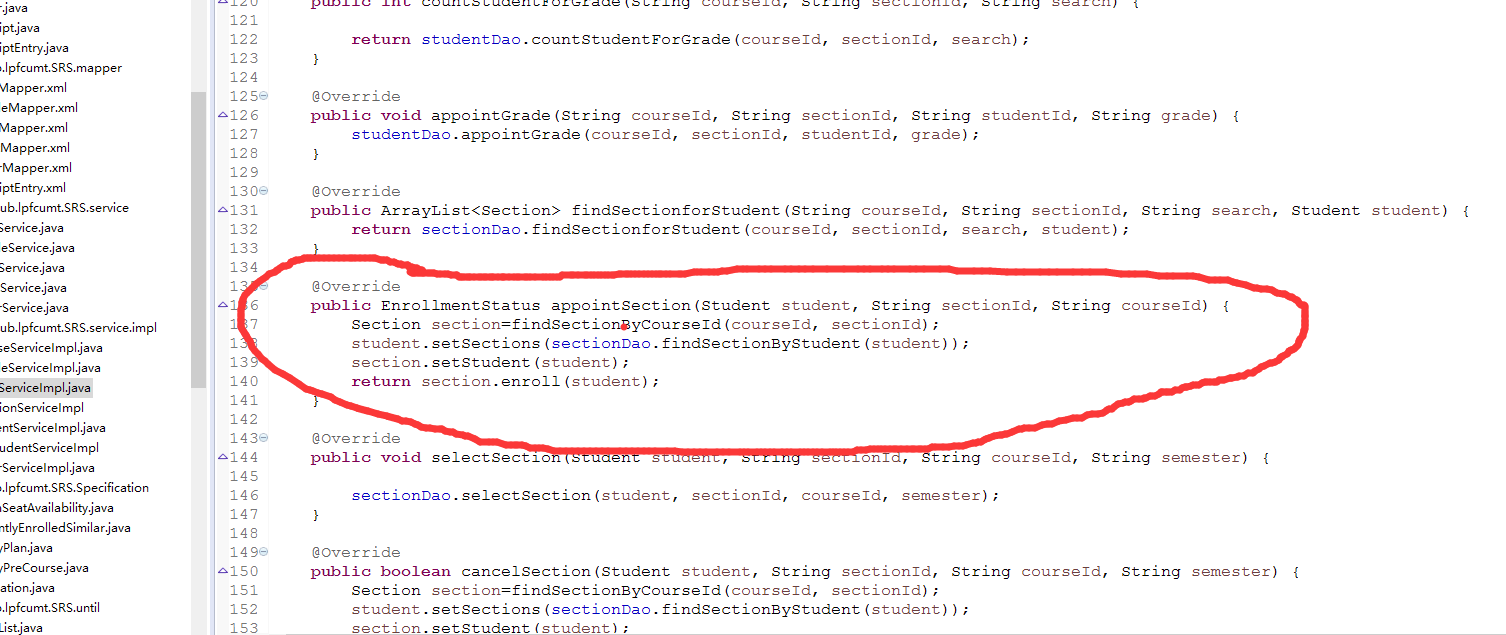 r.java
ipt.java
iptEntry.java
o.lpfcumt.SRS.mapper
Mapper.xml
eMapper.xml
Mapper.xml
Mapper.xml
rMapper.xml
iptEntry.xml
ub.lpfcumt.SRS.service
Service.java
eService.java
Service.java
Service.java
rService.java
ub.lpfcumt.SRS.service.impl
seServiceImpl.java
eServiceImpl.java
ServiceImpl.java
ionServiceImpl
entServiceImpl.java
udentServiceImpl
rServiceImpl.java
o.lpfcumt.SRS.Specification
nSeatAvailability.java
ntlyEnrolledSimilar.java
yPlan.java
yPreCourse.java
ation.java
o.lpfcumt.SRS.until
List.java
120 public int countStudentForGrade(String courseId, String sectionId, String search) {
121
122 return studentDao.countStudentForGrade(courseId, sectionId, search);
123 }
124
125 @Override
126 public void appointGrade(String courseId, String sectionId, String studentId, String grade) {
127 studentDao.appointGrade(courseId, sectionId, studentId, grade);
128 }
129
130 @Override
131 public ArrayList<Section> findSectionforStudent(String courseId, String sectionId, String search, Student student) {
132 return sectionDao.findSectionforStudent(courseId, sectionId, search, student);
133 }
134
135 @Override
136 public EnrollmentStatus appointSection(Student student, String sectionId, String courseId) {
137 Section section=findSectionByCourseId(courseId, sectionId);
138 student.setSections(sectionDao.findSectionByStudent(student));
139 section.setStudent(student);
140 return section.enroll(student);
141 }
142
143 @Override
144 public void selectSection(Student student, String sectionId, String courseId, String semester) {
145
146 sectionDao.selectSection(student, sectionId, courseId, semester);
147 }
148
149 @Override
150 public boolean cancelSection(Student student, String sectionId, String courseId, String semester) {
151 Section section=findSectionByCourseId(courseId, sectionId);
152 student.setSections(sectionDao.findSectionByStudent(student));
153 section.setStudent(student);